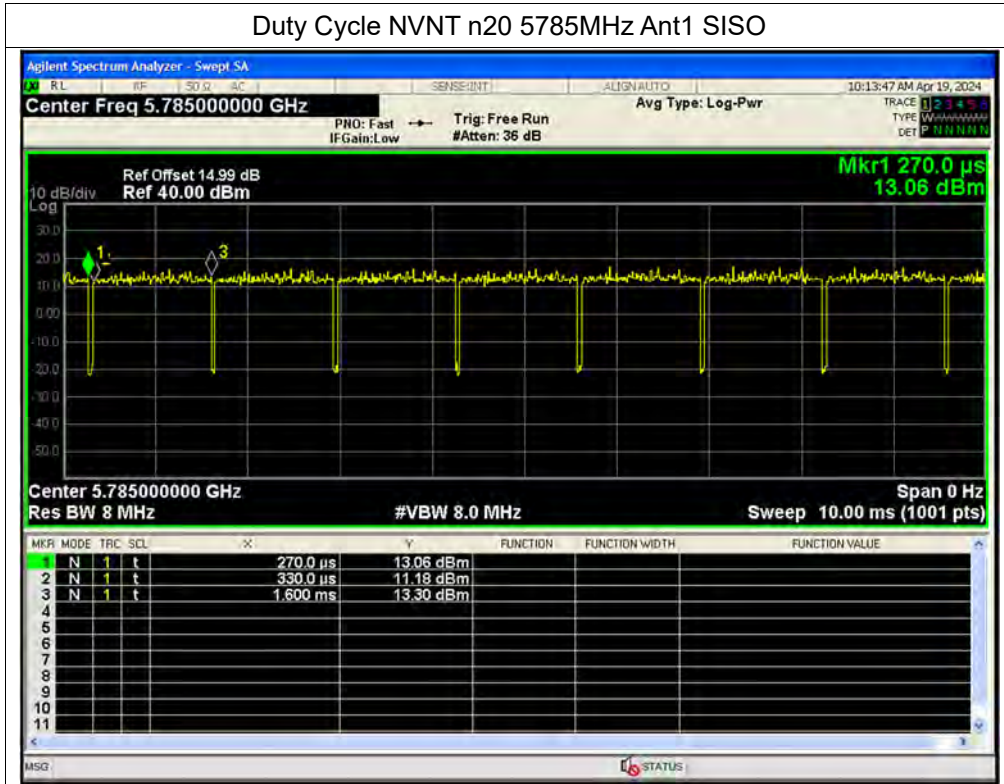 Duty Cycle NVNT n20 5785MHz Ant1 SISO
Agilent Spectrum Analyzer - Swept SA
RL RF 50 Ω AC SENSE:INT ALIGN AUTO 10:13:47 AM Apr 19, 2024
Center Freq 5.785000000 GHz Avg Type: Log-Pwr TRACE 1 2 3 4 5 6
PNO: Fast Trig: Free Run TYPE W
IFGain:Low #Atten: 36 dB DET P N N N N N
Mkr1 270.0 µs
13.06 dBm
Ref Offset 14.99 dB
10 dB/div Ref 40.00 dBm
Log
30.0
20.0
10.0
0.00
-10.0
-20.0
-30.0
-40.0
-50.0
1
3
Center 5.785000000 GHz Span 0 Hz
Res BW 8 MHz #VBW 8.0 MHz Sweep 10.00 ms (1001 pts)
MKR MODE TRC SCL X Y FUNCTION FUNCTION WIDTH FUNCTION VALUE
1 N 1 t 270.0 µs 13.06 dBm
2 N 1 t 330.0 µs 11.18 dBm
3 N 1 t 1.600 ms 13.30 dBm
4
5
6
7
8
9
10
11
MSG STATUS